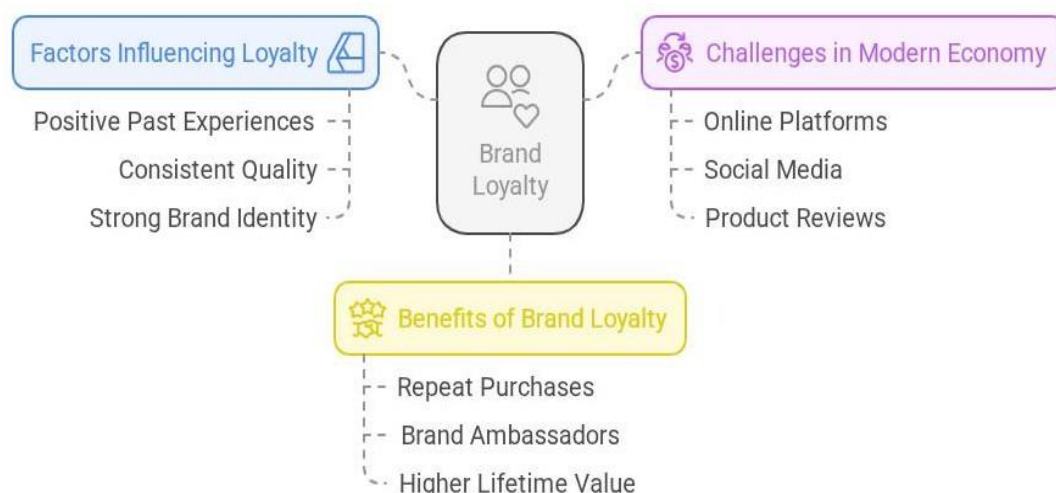 Factors Influencing Loyalty
Positive Past Experiences
Consistent Quality
Strong Brand Identity
Brand
Loyalty
Challenges in Modern Economy
Online Platforms
Social Media
Product Reviews
Benefits of Brand Loyalty
Repeat Purchases
Brand Ambassadors
Higher Lifetime Value